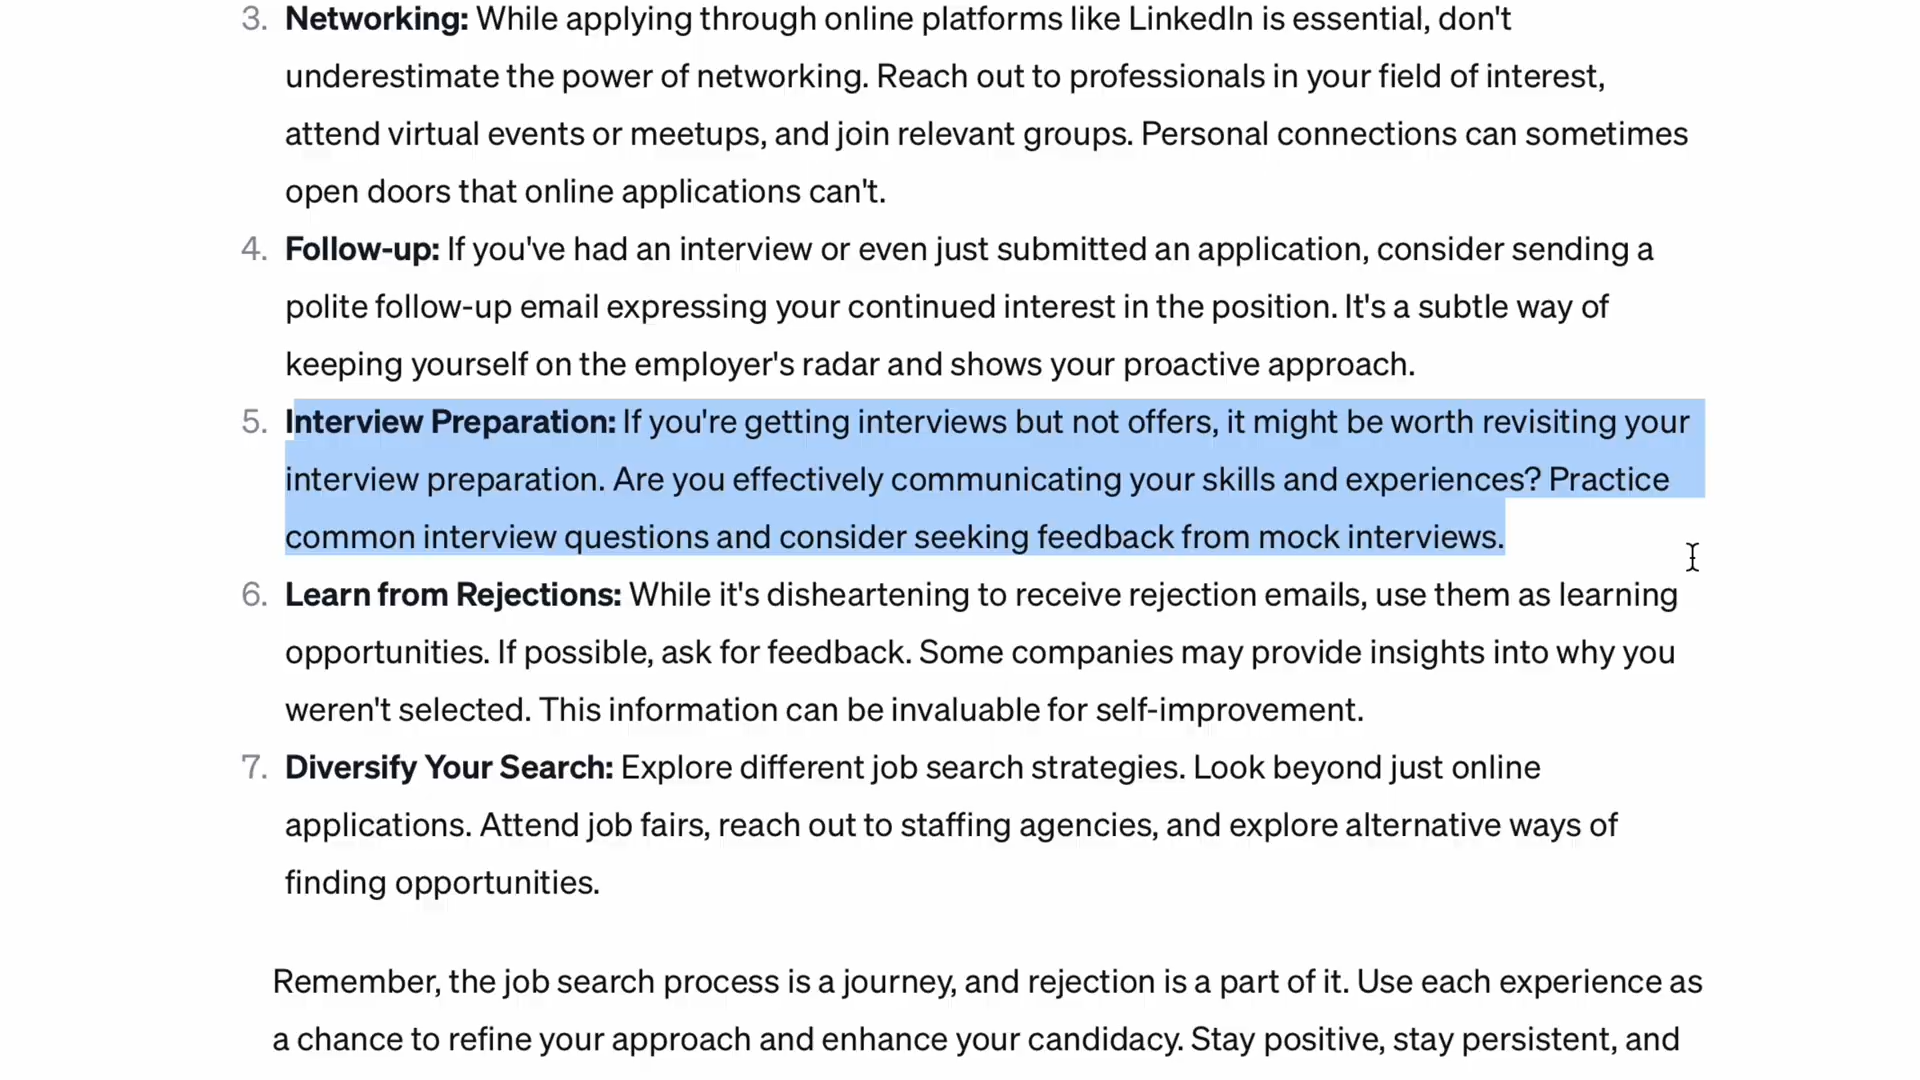 3. Networking: While applying through online platforms like LinkedIn is essential, don't
underestimate the power of networking. Reach out to professionals in your field of interest,
attend virtual events or meetups, and join relevant groups. Personal connections can sometimes
open doors that online applications can't.
4. Follow-up: If you've had an interview or even just submitted an application, consider sending a
polite follow-up email expressing your continued interest in the position. It's a subtle way of
keeping yourself on the employer's radar and shows your proactive approach.
5. Interview Preparation: If you're getting interviews but not offers, it might be worth revisiting your
interview preparation. Are you effectively communicating your skills and experiences? Practice
common interview questions and consider seeking feedback from mock interviews.
6. Learn from Rejections: While it's disheartening to receive rejection emails, use them as learning
opportunities. If possible, ask for feedback. Some companies may provide insights into why you
weren't selected. This information can be invaluable for self-improvement.
7. Diversify Your Search: Explore different job search strategies. Look beyond just online
applications. Attend job fairs, reach out to staffing agencies, and explore alternative ways of
finding opportunities.
Remember, the job search process is a journey, and rejection is a part of it. Use each experience as
a chance to refine your approach and enhance your candidacy. Stay positive, stay persistent, and